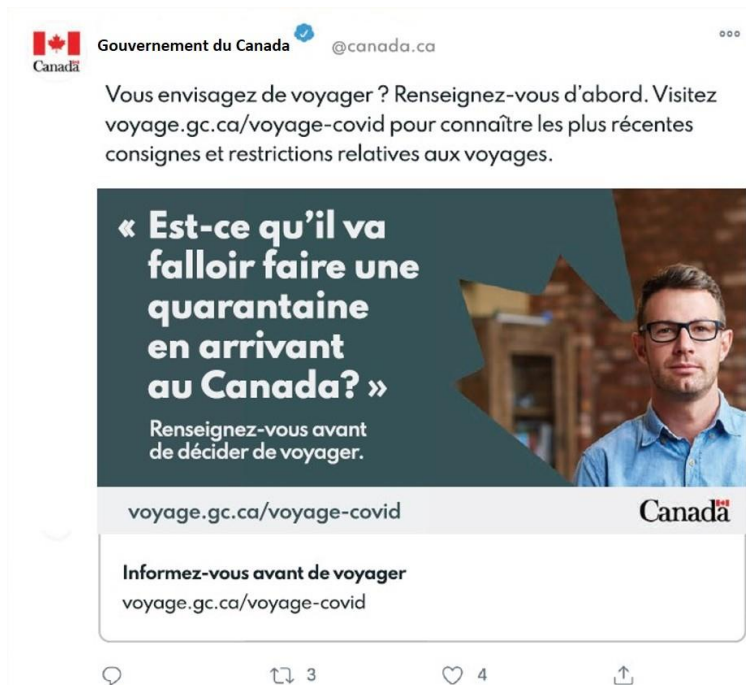 Canada
Gouvernement du Canada @canada.ca
Vous envisagez de voyager ? Renseignez-vous d'abord. Visitez
voyage.gc.ca/voyage-covid pour connaître les plus récentes
consignes et restrictions relatives aux voyages.
« Est-ce qu'il va
falloir faire une
quarantaine
en arrivant
au Canada? »
Renseignez-vous avant
de décider de voyager.
voyage.gc.ca/voyage-covid
Canada
Informez-vous avant de voyager
voyage.gc.ca/voyage-covid
3 4